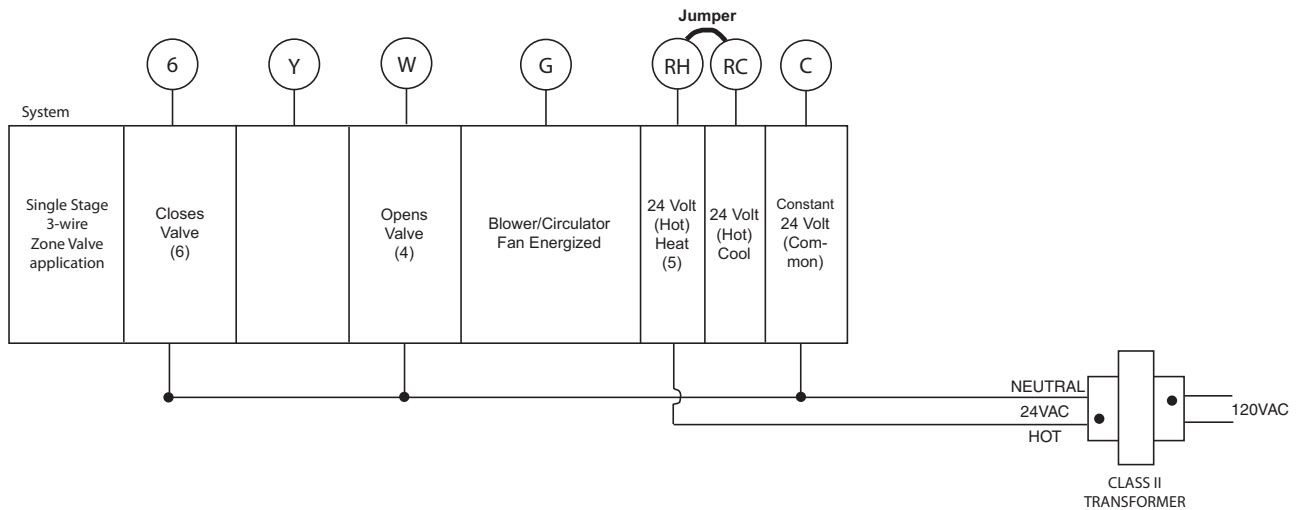 Jumper
6
Y
W
G
RH
RC
C
System
Single Stage
3-wire
Zone Valve
application
Closes
Valve
(6)
Opens
Valve
(4)
Blower/Circulator
Fan Energized
24 Volt
(Hot)
Heat
(5)
24 Volt
(Hot)
Cool
Constant
24 Volt
(Com-
mon)
NEUTRAL
24VAC
HOT
120VAC
CLASS II
TRANSFORMER